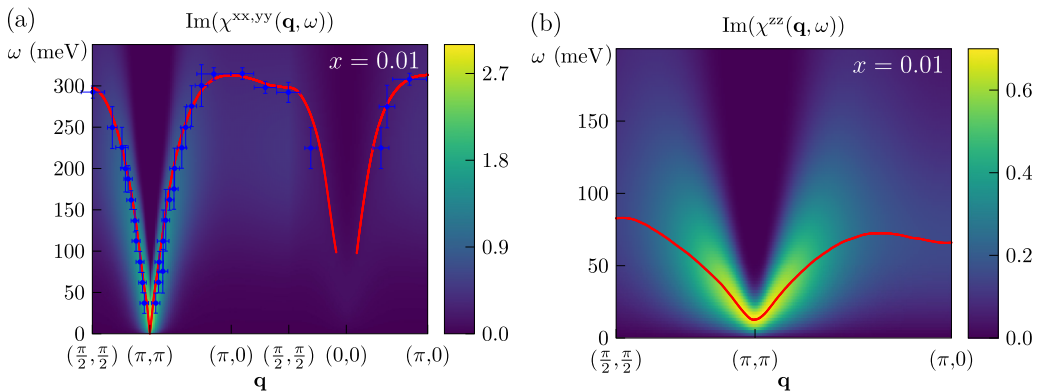 (a)
Im(χ^{xx,yy}(q, ω))
ω (meV)
x = 0.01
300
250
200
150
100
50
0
(π/2,π/2) (π,π) (π,0) (π/2,π/2) (0,0) (π,0)
q
2.7
1.8
0.9
0.0
(b)
Im(χ^{zz}(q, ω))
ω (meV)
x = 0.01
150
100
50
0
(π/2,π/2) (π,π) (π,0)
q
0.6
0.4
0.2
0.0